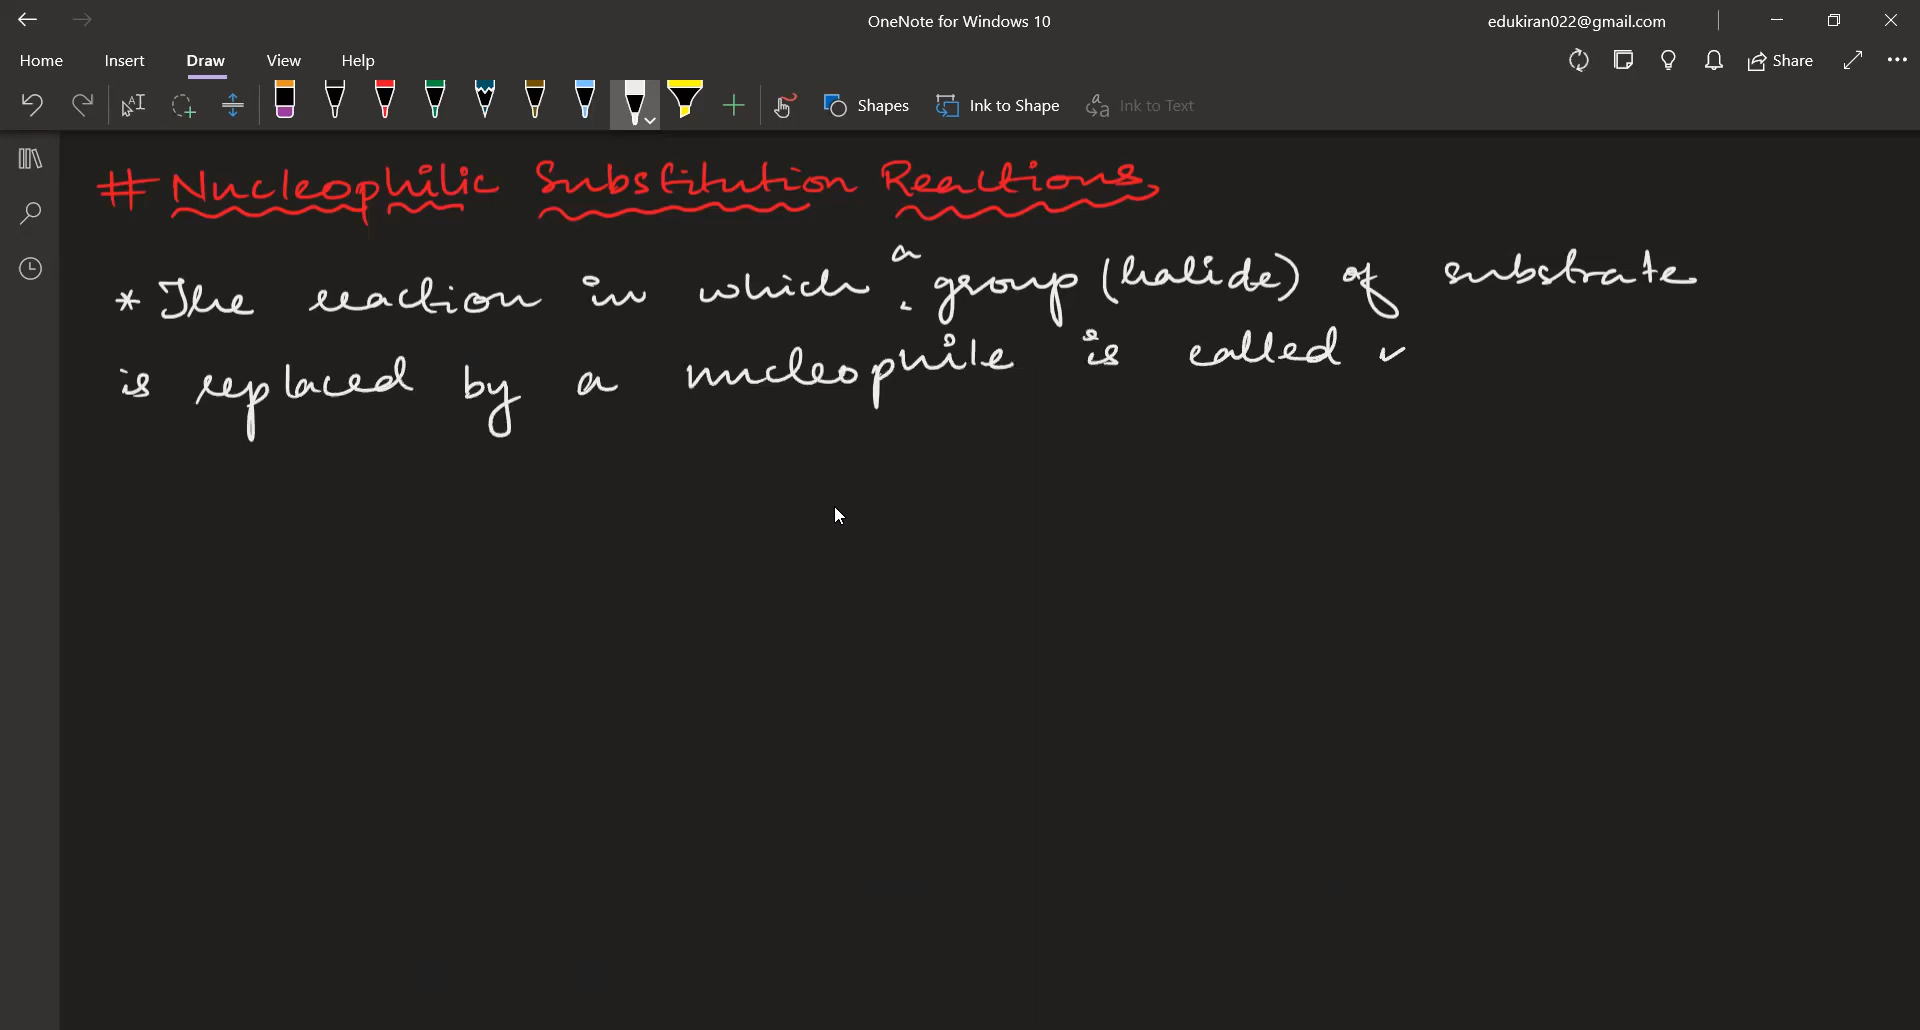 OneNote for Windows 10
edukiran022@gmail.com
Home Insert Draw View Help
Share
Shapes Ink to Shape Ink to Text
# Nucleophilic Substitution Reactions
* The reaction in which a group (halide) of substrate
is replaced by a nucleophile is called